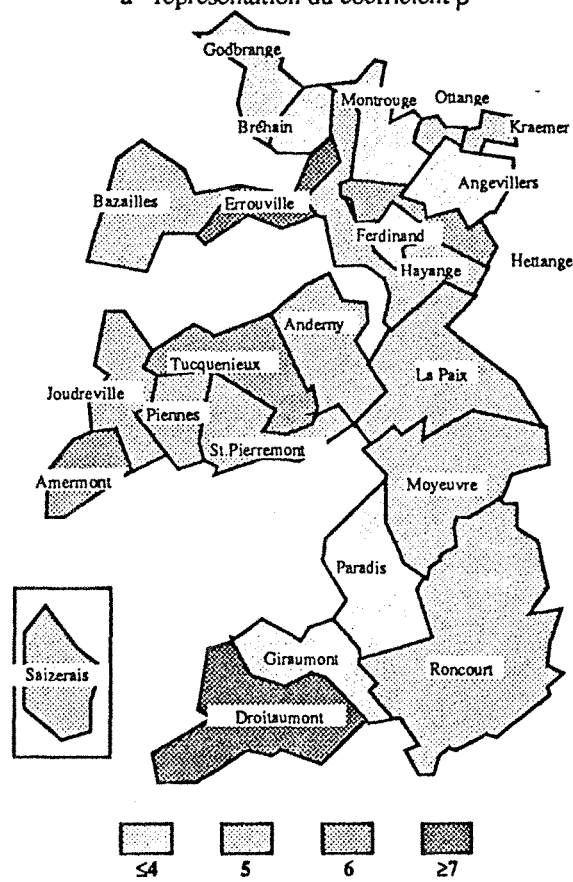 a - représentation du coefficient β
Godbrange
Montrouge
Ottange
Bréhain
Kraemer
Angevillers
Bazailles
Errouville
Ferdinand
Hettange
Hayange
Anderny
Tucquenieux
La Paix
Joudreville
Piennes
St.Pierremont
Amermont
Moyeuvre
Paradis
Saizerais
Giraumont
Roncourt
Droitaumont
≤4 5 6 ≥7